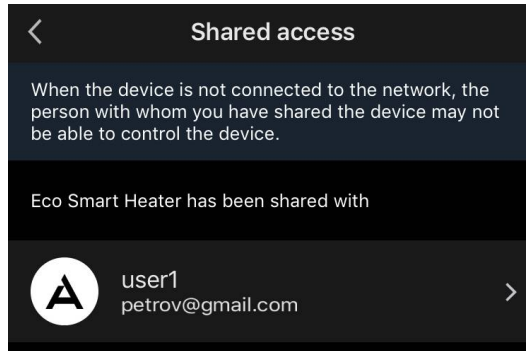 Shared access
When the device is not connected to the network, the
person with whom you have shared the device may not
be able to control the device.
Eco Smart Heater has been shared with
user1
petrov@gmail.com